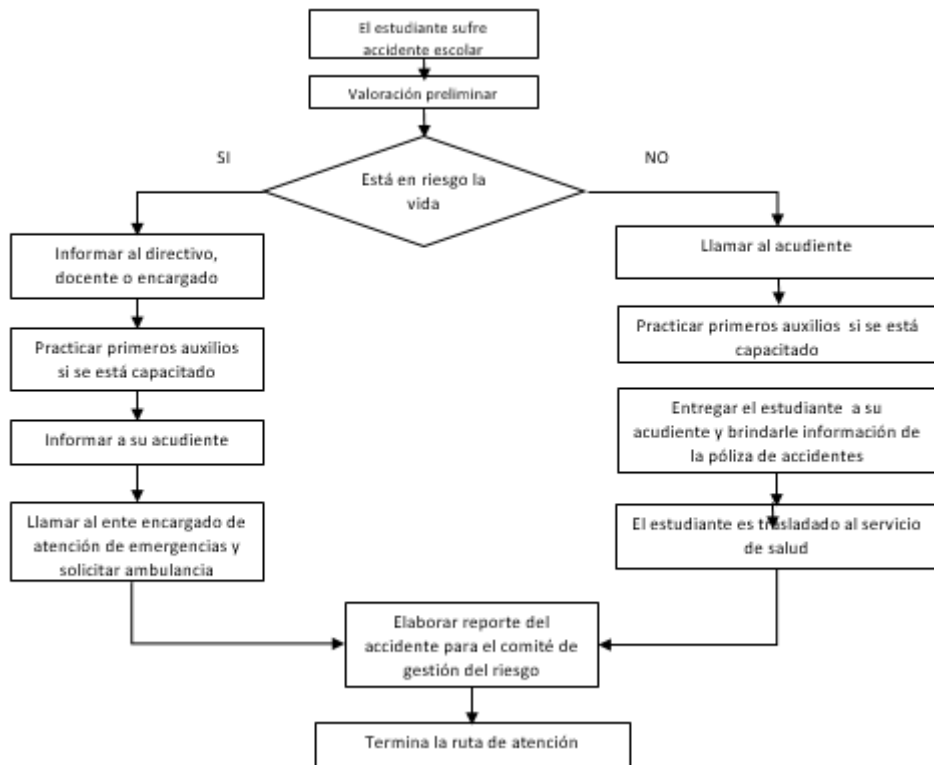 El estudiante sufre
accidente escolar
Valoración preliminar
SI
NO
Está en riesgo la
vida
Informar al directivo,
docente o encargado
Practicar primeros auxilios
si se está capacitado
Informar a su acudiente
Llamar al ente encargado de
atención de emergencias y
solicitar ambulancia
Llamar al acudiente
Practicar primeros auxilios si se está
capacitado
Entregar el estudiante a su
acudiente y brindarle información de
la póliza de accidentes
El estudiante es trasladado al servicio
de salud
Elaborar reporte del
accidente para el comité de
gestión del riesgo
Termina la ruta de atención